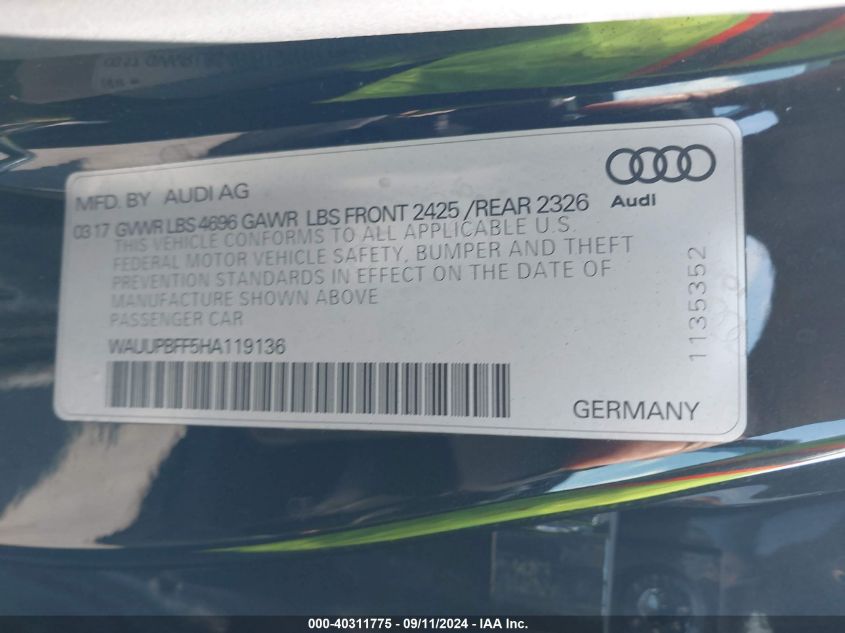 MFD. BY AUDI AG
Audi
03 17 GVWR LBS 4696 GAWR LBS FRONT 2425 /REAR 2326
THIS VEHICLE CONFORMS TO ALL APPLICABLE U.S.
FEDERAL MOTOR VEHICLE SAFETY, BUMPER AND THEFT
PREVENTION STANDARDS IN EFFECT ON THE DATE OF
MANUFACTURE SHOWN ABOVE
PASSENGER CAR
WAUUPBFF5HA119136
1135352
GERMANY
000-40311775 - 09/11/2024 - IAA Inc.